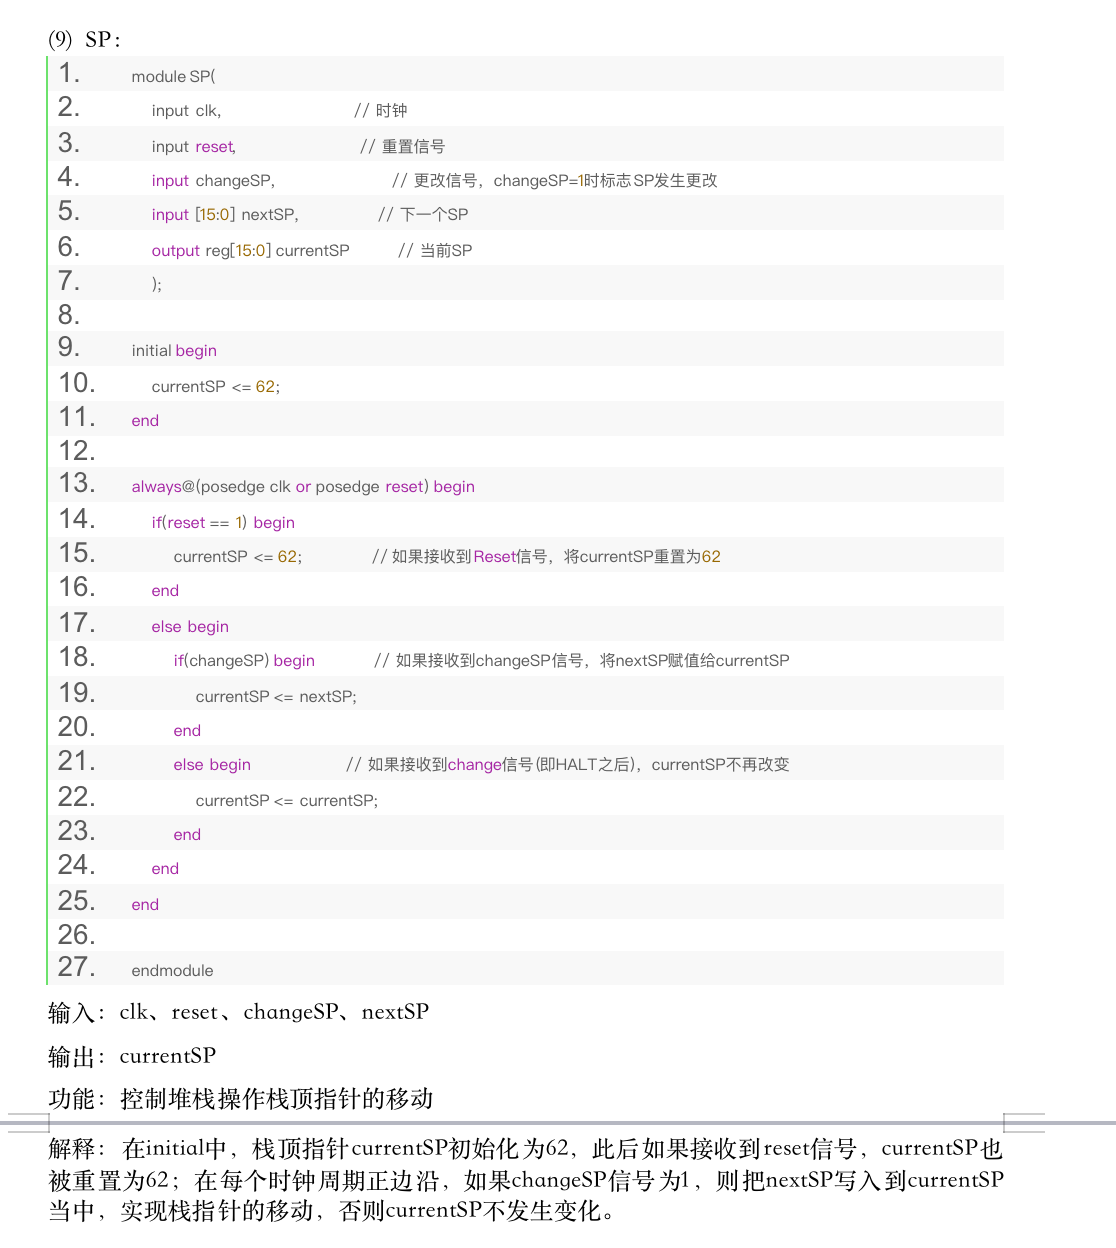 (9) SP：
1. module SP(
2. input clk, // 时钟
3. input reset, // 重置信号
4. input changeSP, // 更改信号，changeSP=1时标志SP发生更改
5. input [15:0] nextSP, // 下一个SP
6. output reg[15:0] currentSP // 当前SP
7. );
8.
9. initial begin
10. currentSP <= 62;
11. end
12.
13. always@(posedge clk or posedge reset) begin
14. if(reset == 1) begin
15. currentSP <= 62; // 如果接收到Reset信号，将currentSP重置为62
16. end
17. else begin
18. if(changeSP) begin // 如果接收到changeSP信号，将nextSP赋值给currentSP
19. currentSP <= nextSP;
20. end
21. else begin // 如果接收到change信号(即HALT之后)，currentSP不再改变
22. currentSP <= currentSP;
23. end
24. end
25. end
26.
27. endmodule
输入：clk、reset、changeSP、nextSP
输出：currentSP
功能：控制堆栈操作栈顶指针的移动
解释：在initial中，栈顶指针currentSP初始化为62，此后如果接收到reset信号，currentSP也
被重置为62；在每个时钟周期正边沿，如果changeSP信号为1，则把nextSP写入到currentSP
当中，实现栈指针的移动，否则currentSP不发生变化。